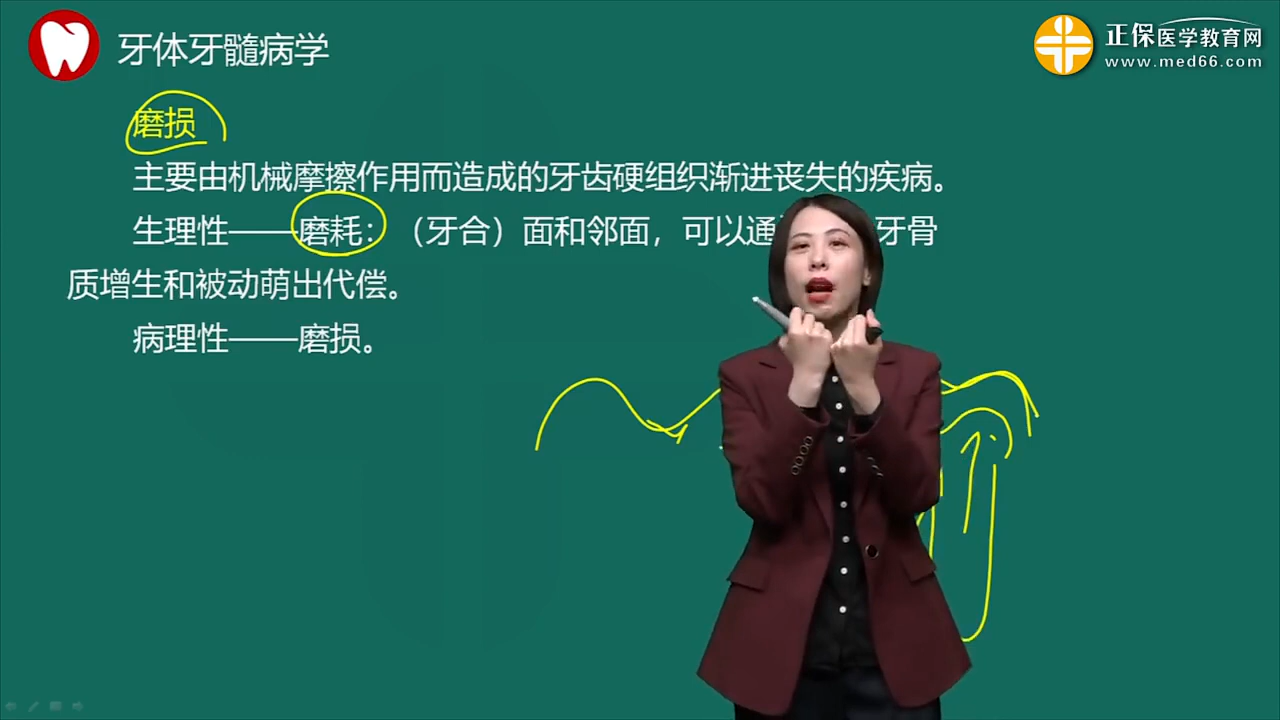 牙体牙髓病学
正保医学教育网
www.med66.com
磨损
主要由机械摩擦作用而造成的牙齿硬组织渐进丧失的疾病。
生理性——磨耗：（牙合）面和邻面，可以通 牙骨
质增生和被动萌出代偿。
病理性——磨损。